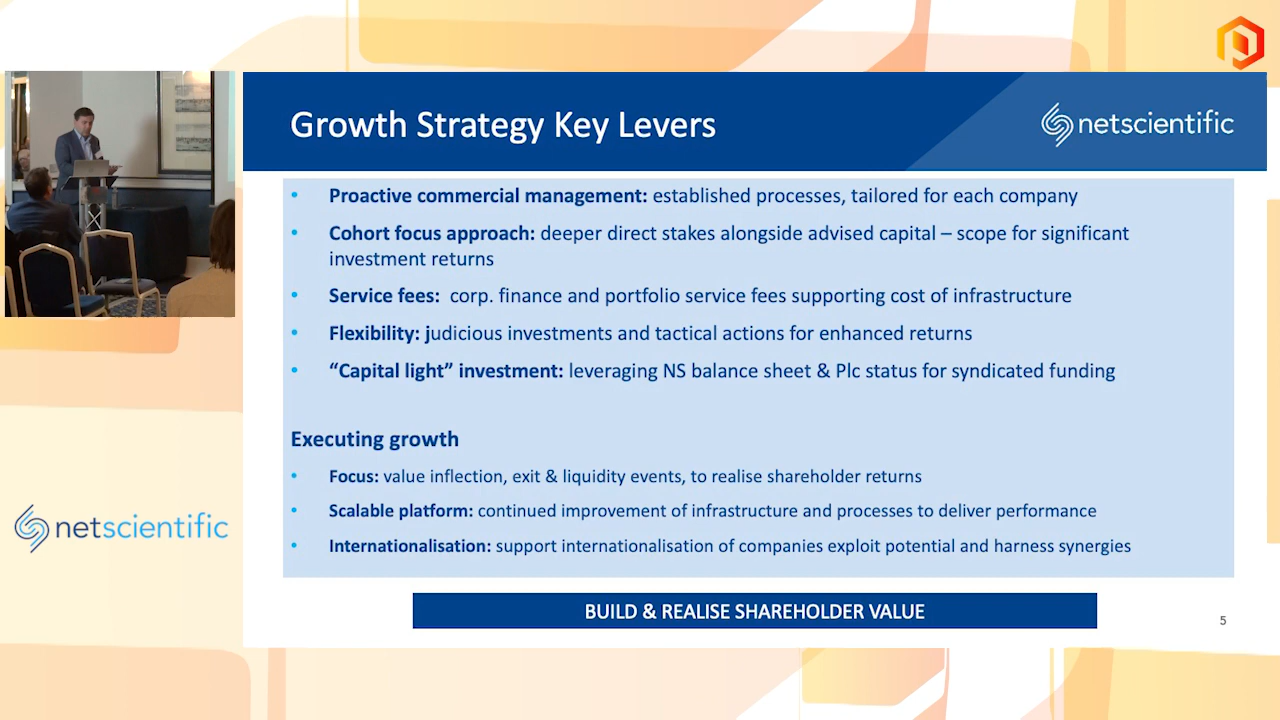 Growth Strategy Key Levers
netscientific
• Proactive commercial management: established processes, tailored for each company
• Cohort focus approach: deeper direct stakes alongside advised capital – scope for significant
investment returns
• Service fees: corp. finance and portfolio service fees supporting cost of infrastructure
• Flexibility: judicious investments and tactical actions for enhanced returns
• “Capital light” investment: leveraging NS balance sheet & Plc status for syndicated funding
Executing growth
• Focus: value inflection, exit & liquidity events, to realise shareholder returns
• Scalable platform: continued improvement of infrastructure and processes to deliver performance
• Internationalisation: support internationalisation of companies exploit potential and harness synergies
netscientific
BUILD & REALISE SHAREHOLDER VALUE
5